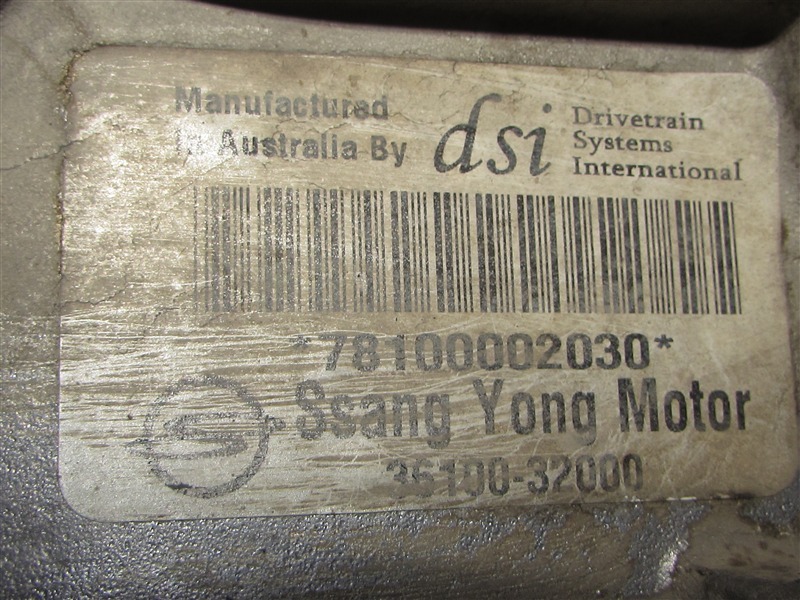 Manufactured
In Australia By
dsi
Drivetrain
Systems
International
*78100002030*
Ssang Yong Motor
36100-32000